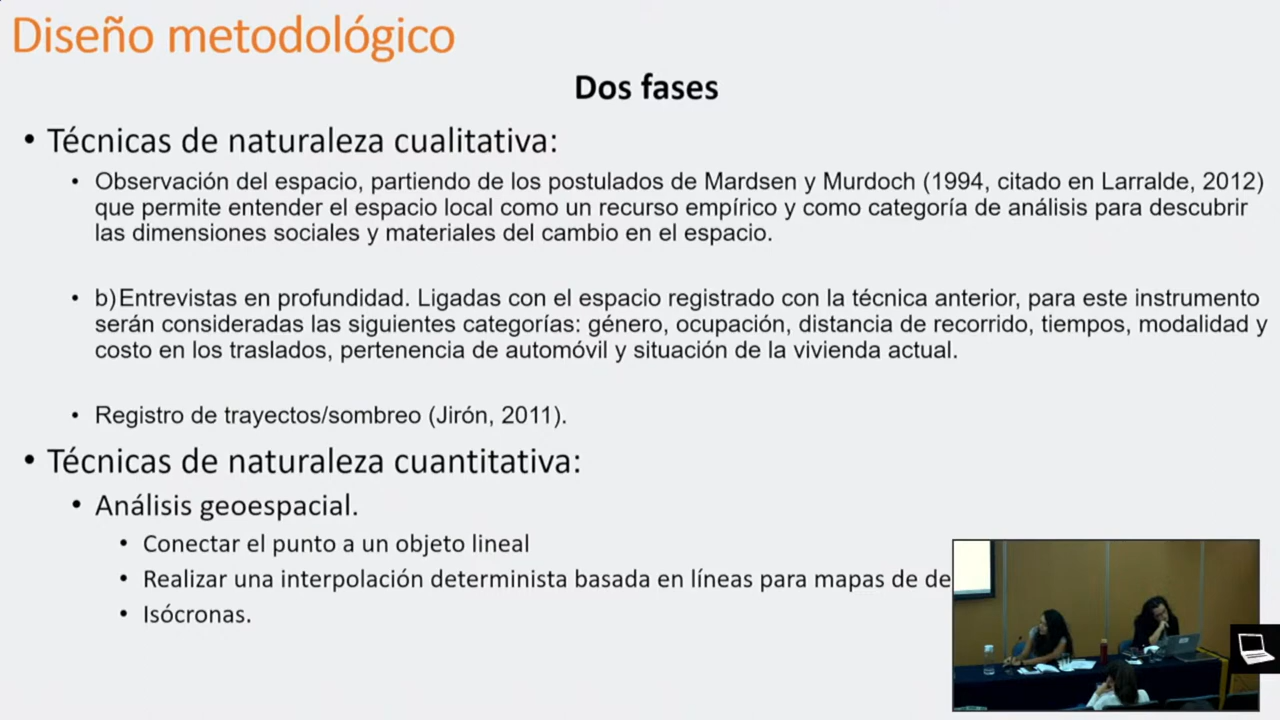 Diseño metodológico
Dos fases
• Técnicas de naturaleza cualitativa:
• Observación del espacio, partiendo de los postulados de Mardsen y Murdoch (1994, citado en Larralde, 2012)
que permite entender el espacio local como un recurso empírico y como categoría de análisis para descubrir
las dimensiones sociales y materiales del cambio en el espacio.
• b)Entrevistas en profundidad. Ligadas con el espacio registrado con la técnica anterior, para este instrumento
serán consideradas las siguientes categorías: género, ocupación, distancia de recorrido, tiempos, modalidad y
costo en los traslados, pertenencia de automóvil y situación de la vivienda actual.
• Registro de trayectos/sombreo (Jirón, 2011).
• Técnicas de naturaleza cuantitativa:
• Análisis geoespacial.
• Conectar el punto a un objeto lineal
• Realizar una interpolación determinista basada en líneas para mapas de
• Isócronas.